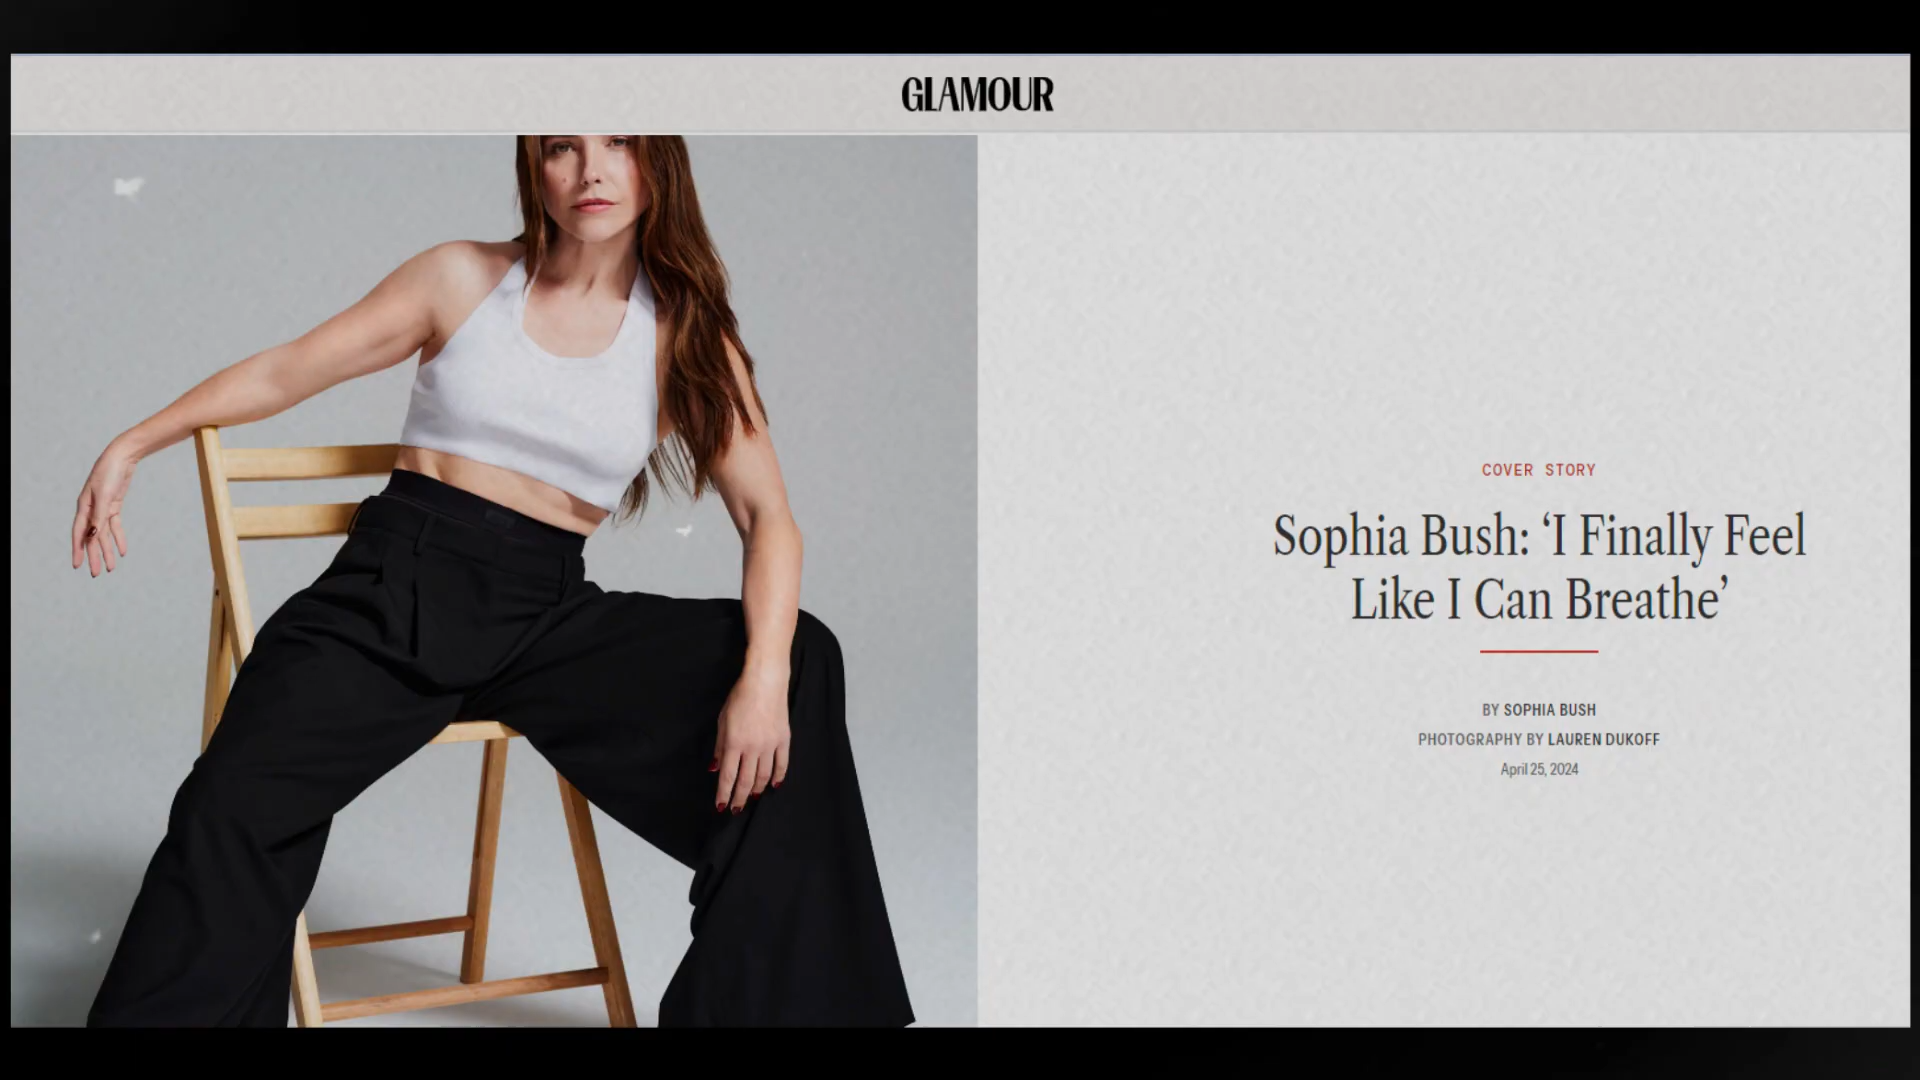 GLAMOUR
COVER STORY
Sophia Bush: ‘I Finally Feel
Like I Can Breathe’
BY SOPHIA BUSH
PHOTOGRAPHY BY LAUREN DUKOFF
April 25, 2024